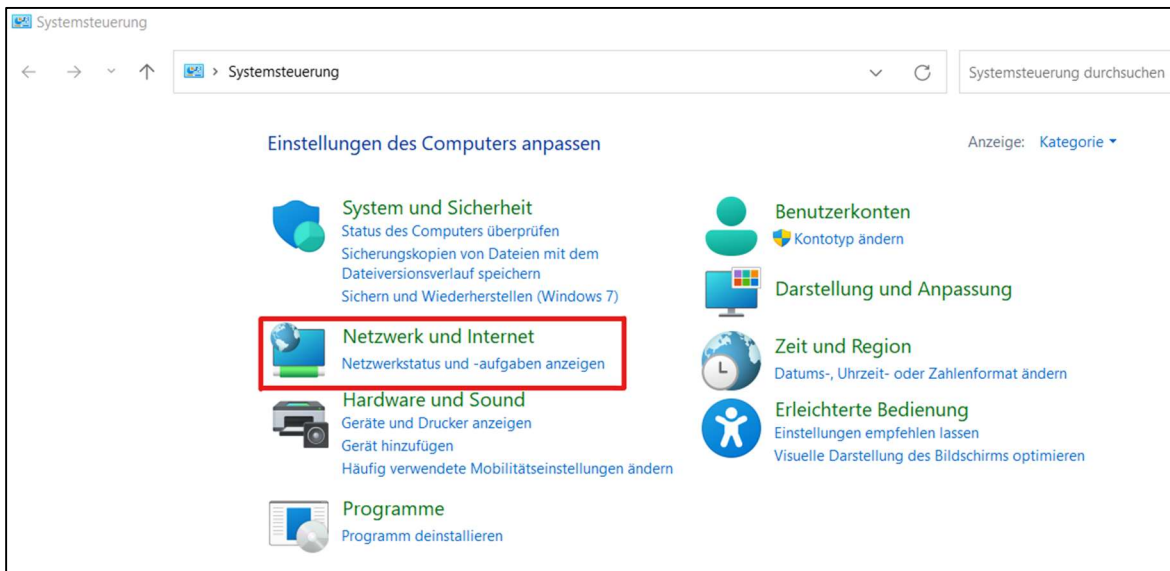 Systemsteuerung
Systemsteuerung
Systemsteuerung durchsuchen
Einstellungen des Computers anpassen
Anzeige: Kategorie
System und Sicherheit
Status des Computers überprüfen
Sicherungskopien von Dateien mit dem
Dateiversionsverlauf speichern
Sichern und Wiederherstellen (Windows 7)
Netzwerk und Internet
Netzwerkstatus und -aufgaben anzeigen
Hardware und Sound
Geräte und Drucker anzeigen
Gerät hinzufügen
Häufig verwendete Mobilitätseinstellungen ändern
Programme
Programm deinstallieren
Benutzerkonten
Kontotyp ändern
Darstellung und Anpassung
Zeit und Region
Datums-, Uhrzeit- oder Zahlenformat ändern
Erleichterte Bedienung
Einstellungen empfehlen lassen
Visuelle Darstellung des Bildschirms optimieren